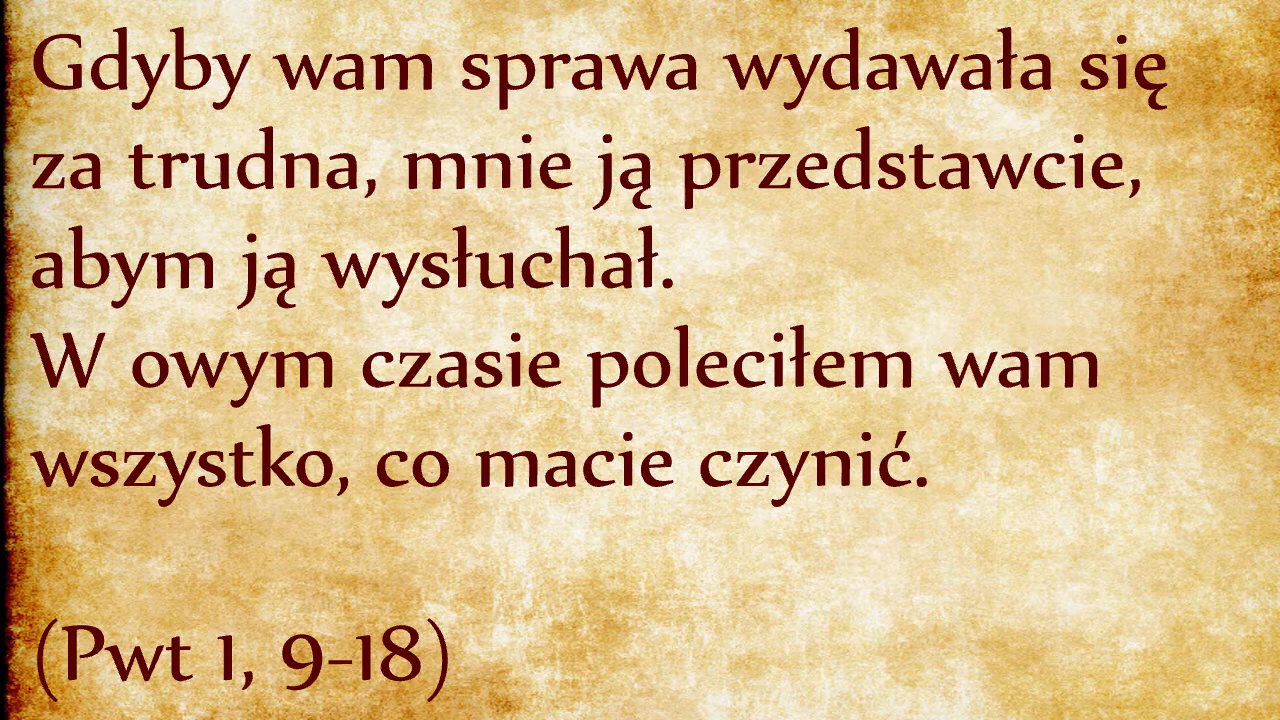 Gdyby wam sprawa wydawała się
za trudna, mnie ją przedstawcie,
abym ją wysłuchał.
W owym czasie poleciłem wam
wszystko, co macie czynić.
(Pwt 1, 9-18)